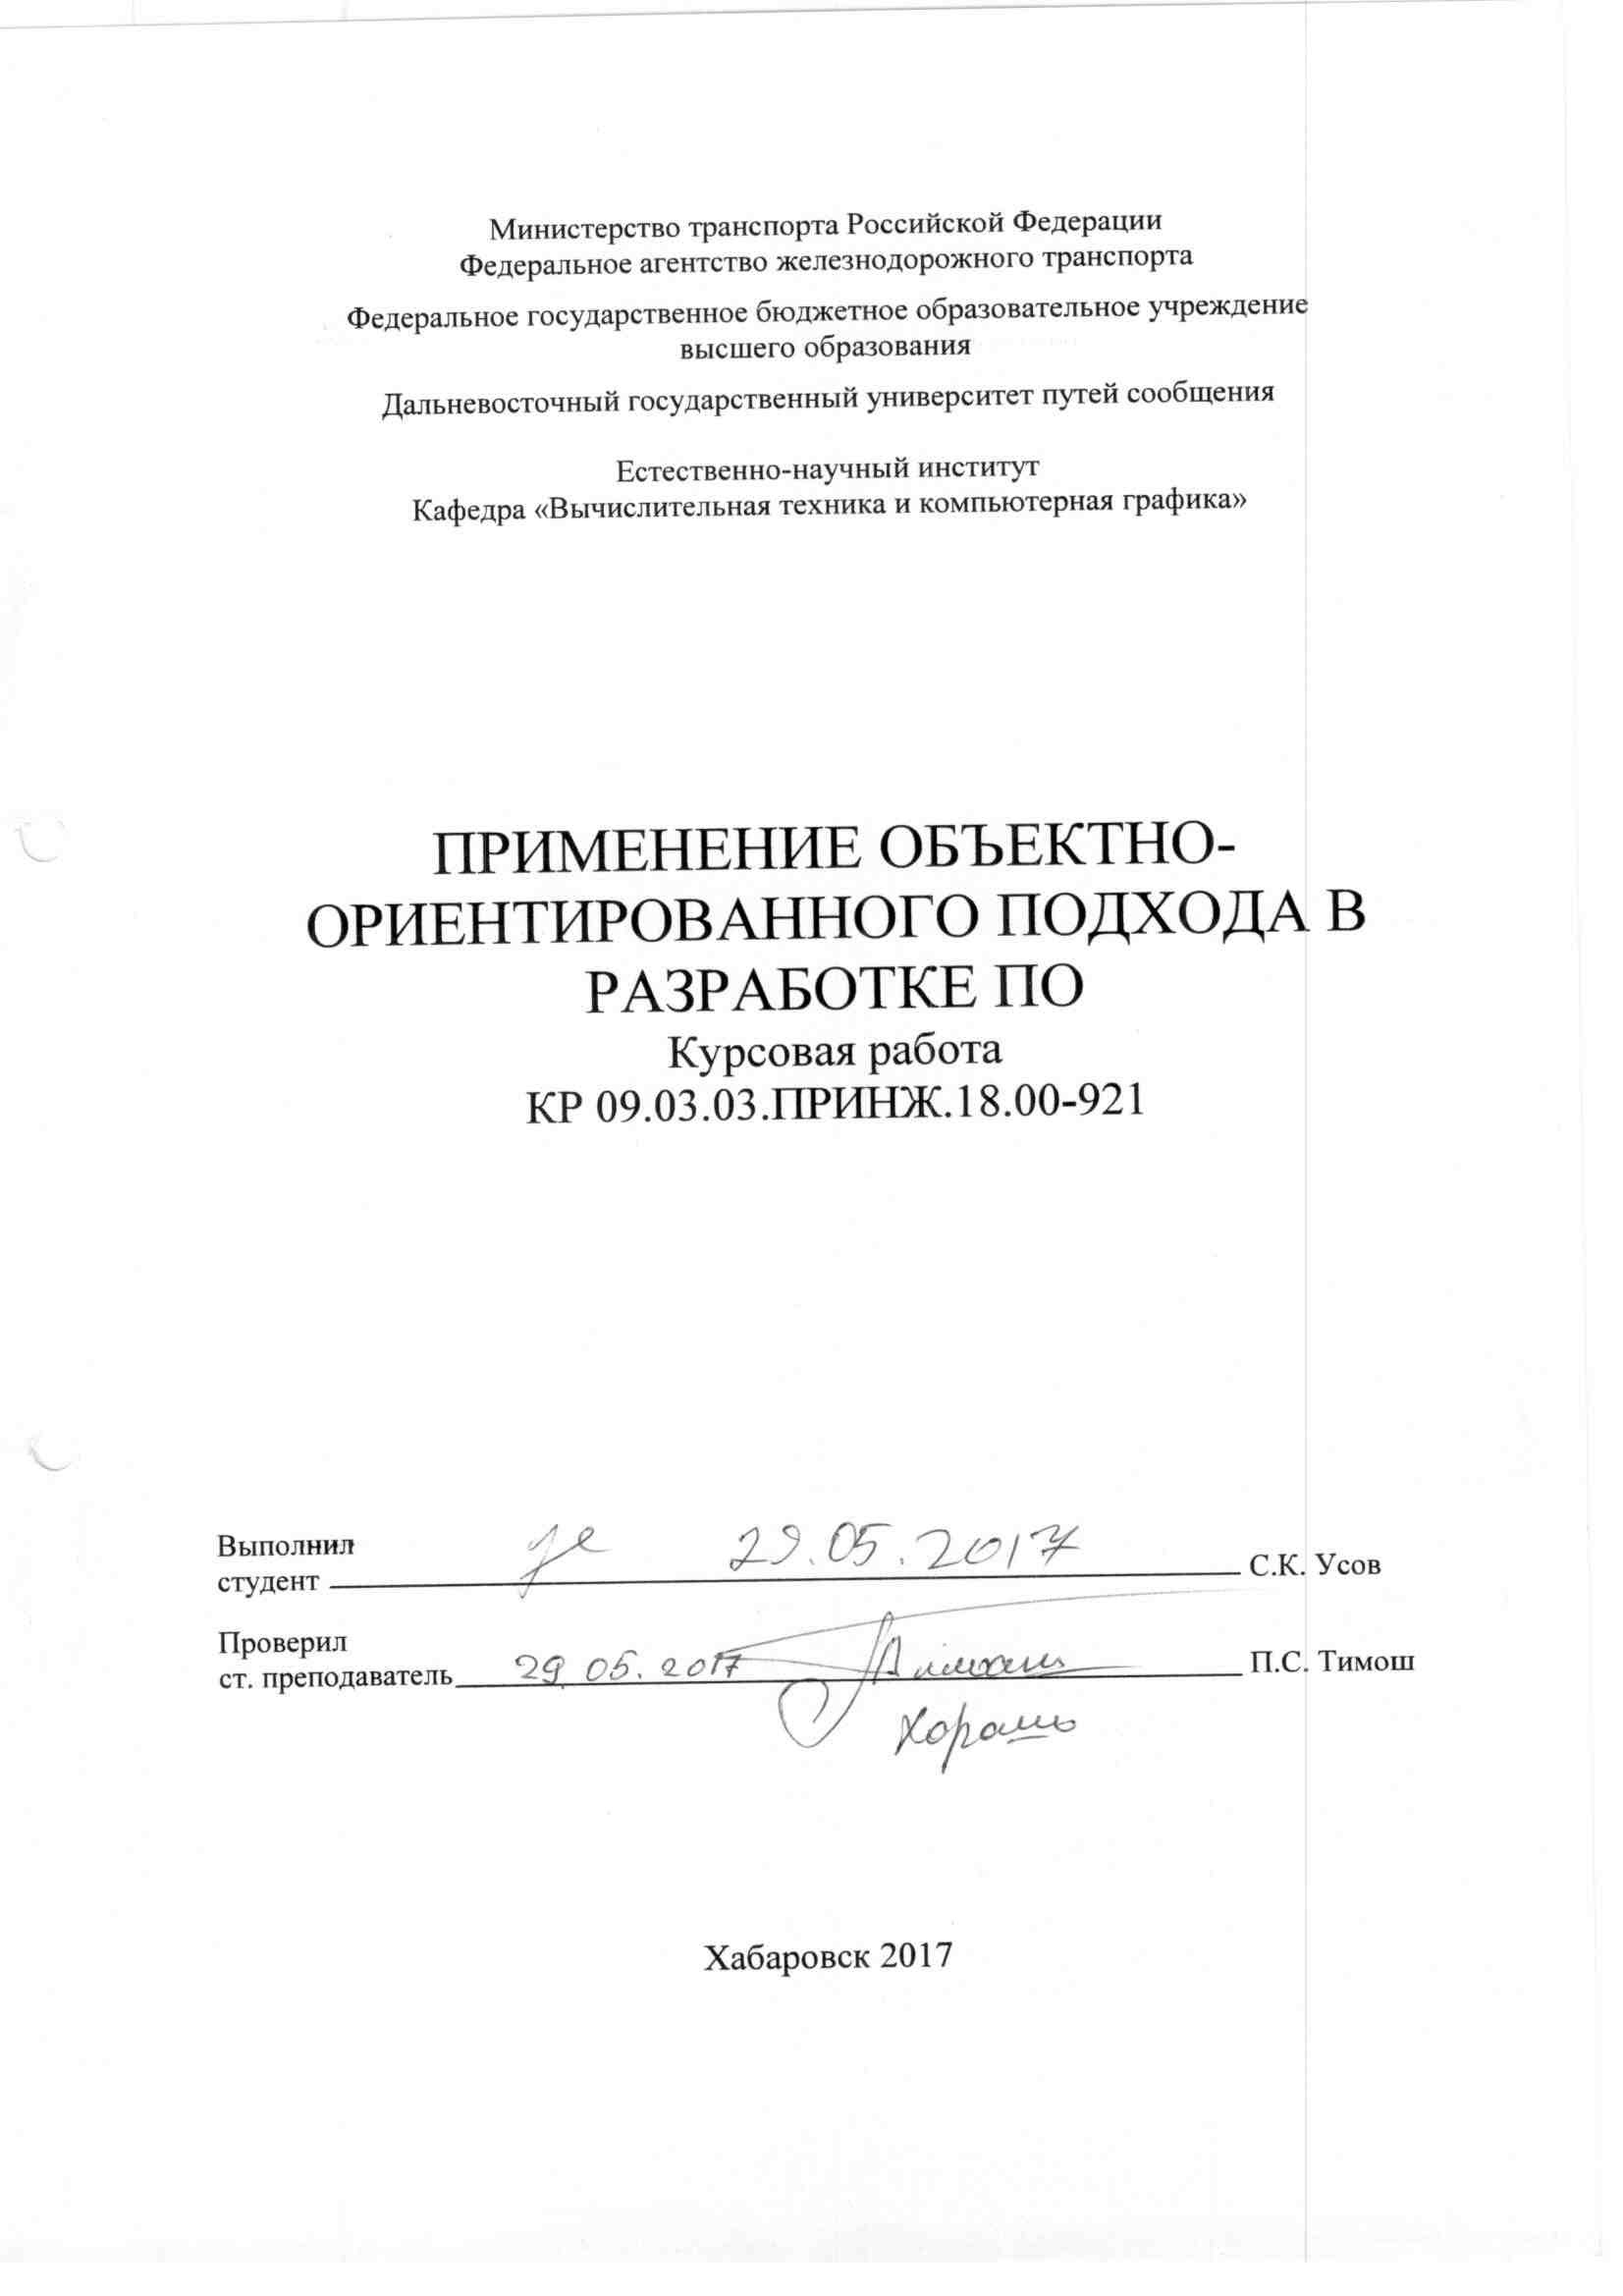 Министерство транспорта Российской Федерации
Федеральное агентство железнодорожного транспорта
Федеральное государственное бюджетное образовательное учреждение
высшего образования
Дальневосточный государственный университет путей сообщения
Естественно-научный институт
Кафедра «Вычислительная техника и компьютерная графика»
ПРИМЕНЕНИЕ ОБЪЕКТНО-
ОРИЕНТИРОВАННОГО ПОДХОДА В
РАЗРАБОТКЕ ПО
Курсовая работа
КР 09.03.03.ПРИНЖ.18.00-921
Выполнил
студент 29.05.2017 С.К. Усов
Проверил
ст. преподаватель 29.05.2017 П.С. Тимош
Хорошо
Хабаровск 2017